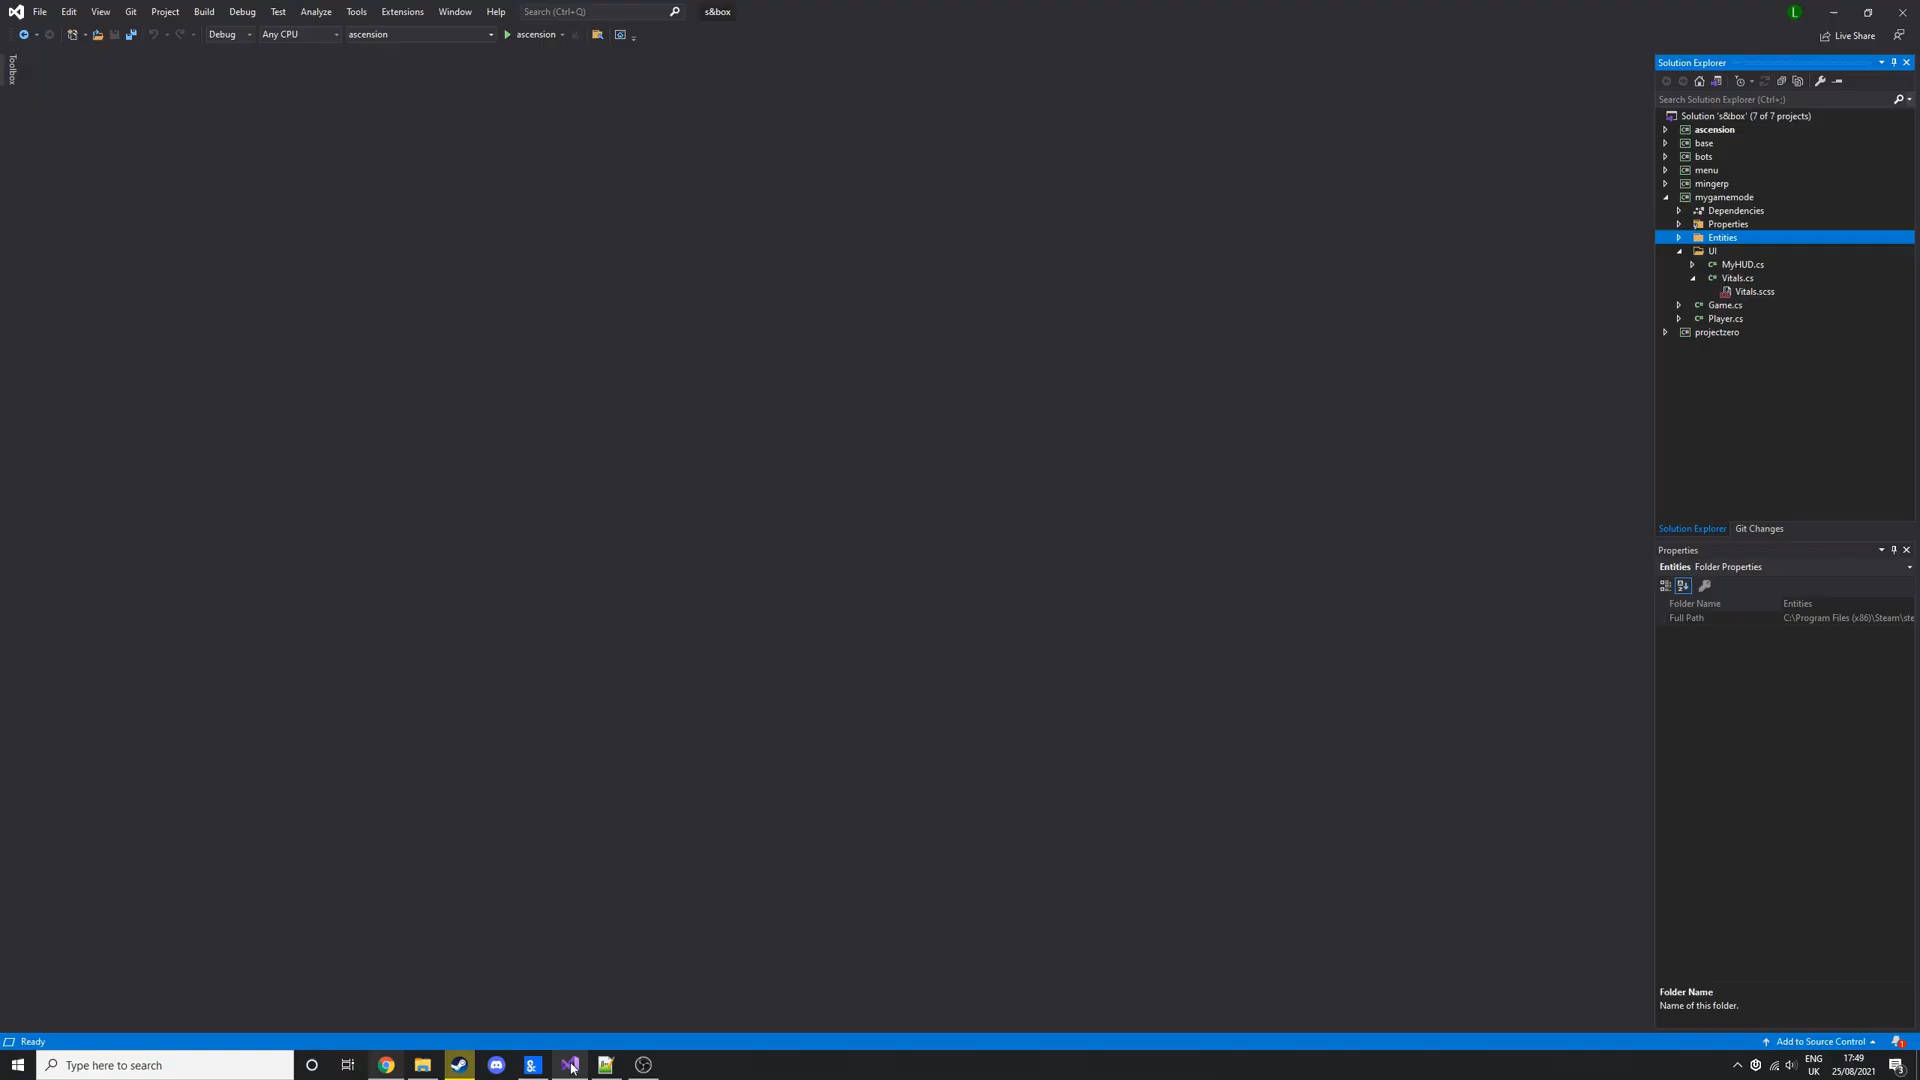 File Edit View Git Project Build Debug Test Analyze Tools Extensions Window Help Search (Ctrl+Q) s&box L
Debug Any CPU ascension ascension Live Share
Toolbox
Solution Explorer
Search Solution Explorer (Ctrl+;)
Solution 's&box' (7 of 7 projects)
C# ascension
C# base
C# bots
C# menu
C# mingerp
C# mygamemode
Dependencies
Properties
Entities
UI
C# MyHUD.cs
C# Vitals.cs
Vitals.scss
C# Game.cs
C# Player.cs
C# projectzero
Solution Explorer Git Changes
Properties
Entities Folder Properties
Folder Name Entities
Full Path C:\Program Files (x86)\Steam\ste
Folder Name
Name of this folder.
Ready Add to Source Control 1
Type here to search & ENG UK 17:49 25/08/2021 3